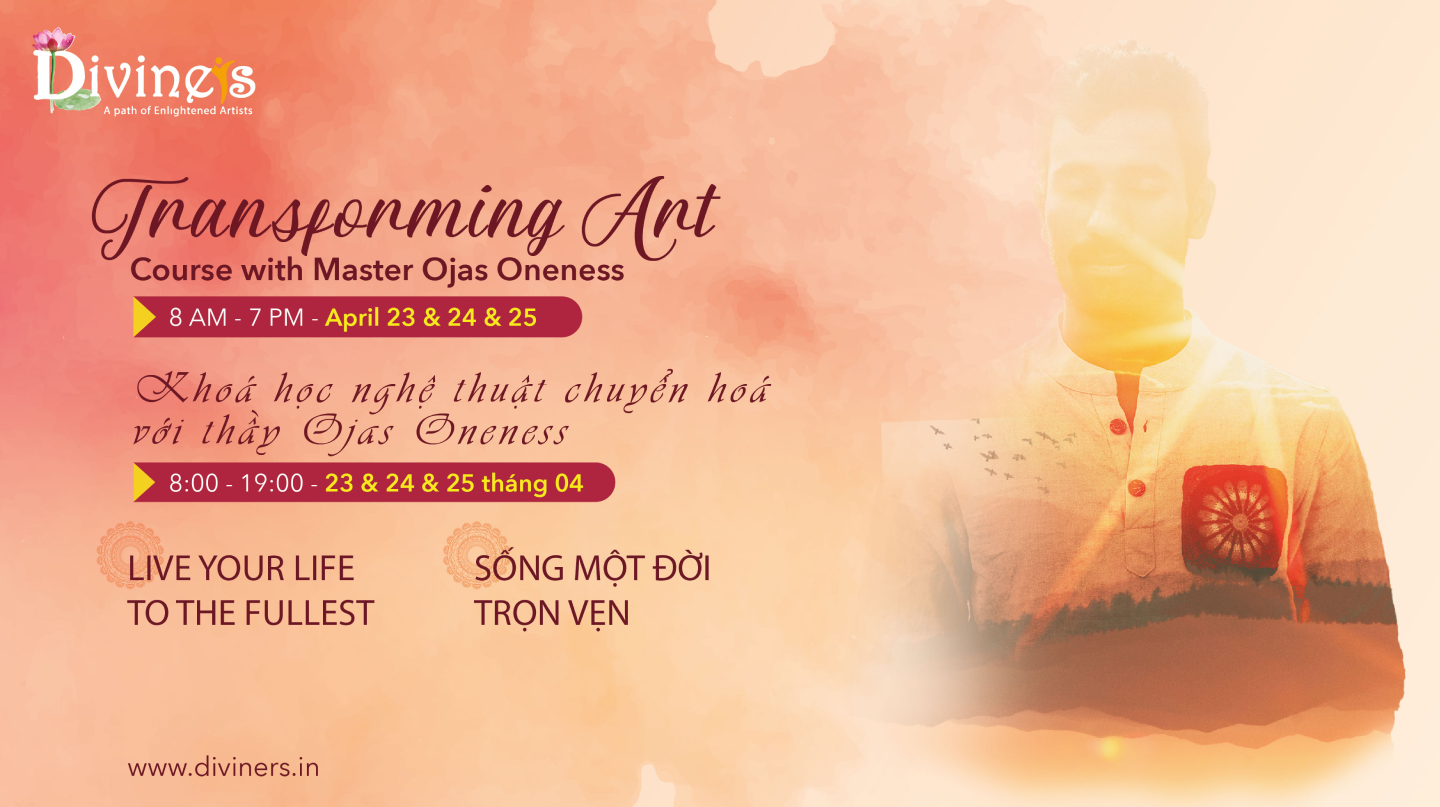 Diviners
A path of Enlightened Artists
Transforming Art
Course with Master Ojas Oneness
8 AM - 7 PM - April 23 & 24 & 25
Khoá học nghệ thuật chuyển hoá
với thầy Ojas Oneness
8:00 - 19:00 - 23 & 24 & 25 tháng 04
LIVE YOUR LIFE
TO THE FULLEST
SỐNG MỘT ĐỜI
TRỌN VẸN
www.diviners.in